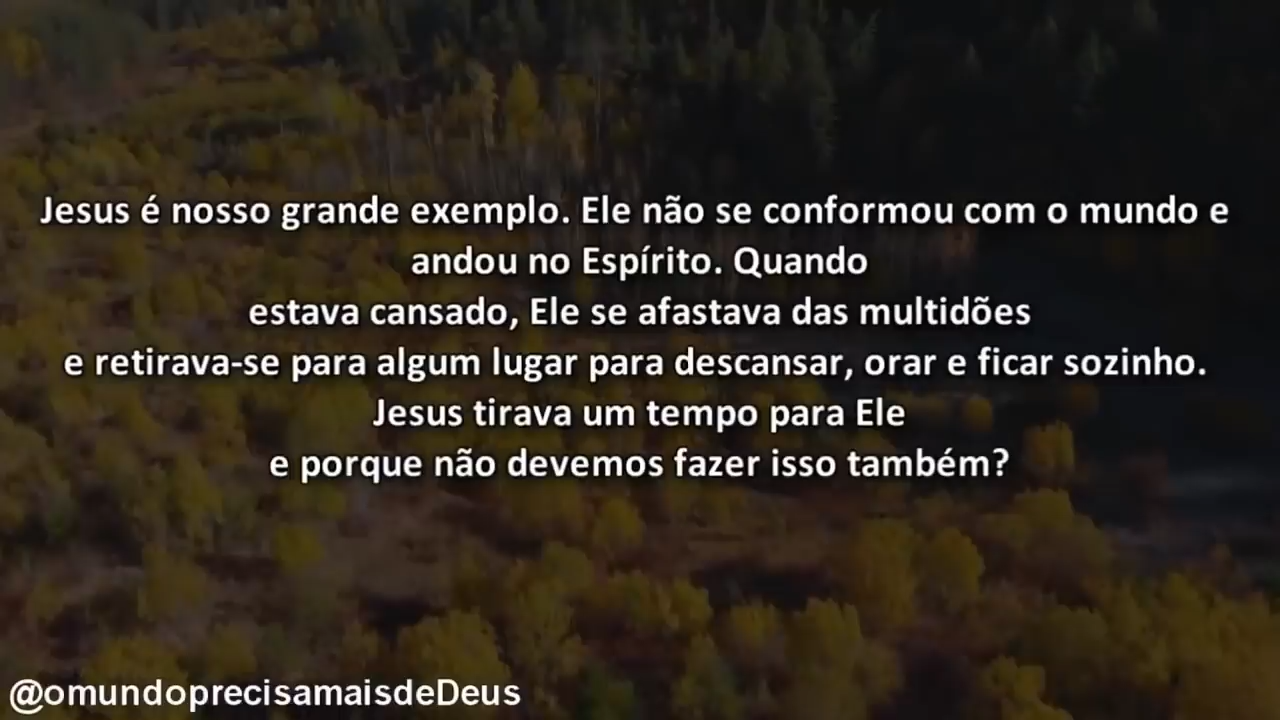 Jesus é nosso grande exemplo. Ele não se conformou com o mundo e
andou no Espírito. Quando
estava cansado, Ele se afastava das multidões
e retirava-se para algum lugar para descansar, orar e ficar sozinho.
Jesus tirava um tempo para Ele
e porque não devemos fazer isso também?
@omundoprecisamaisdeDeus